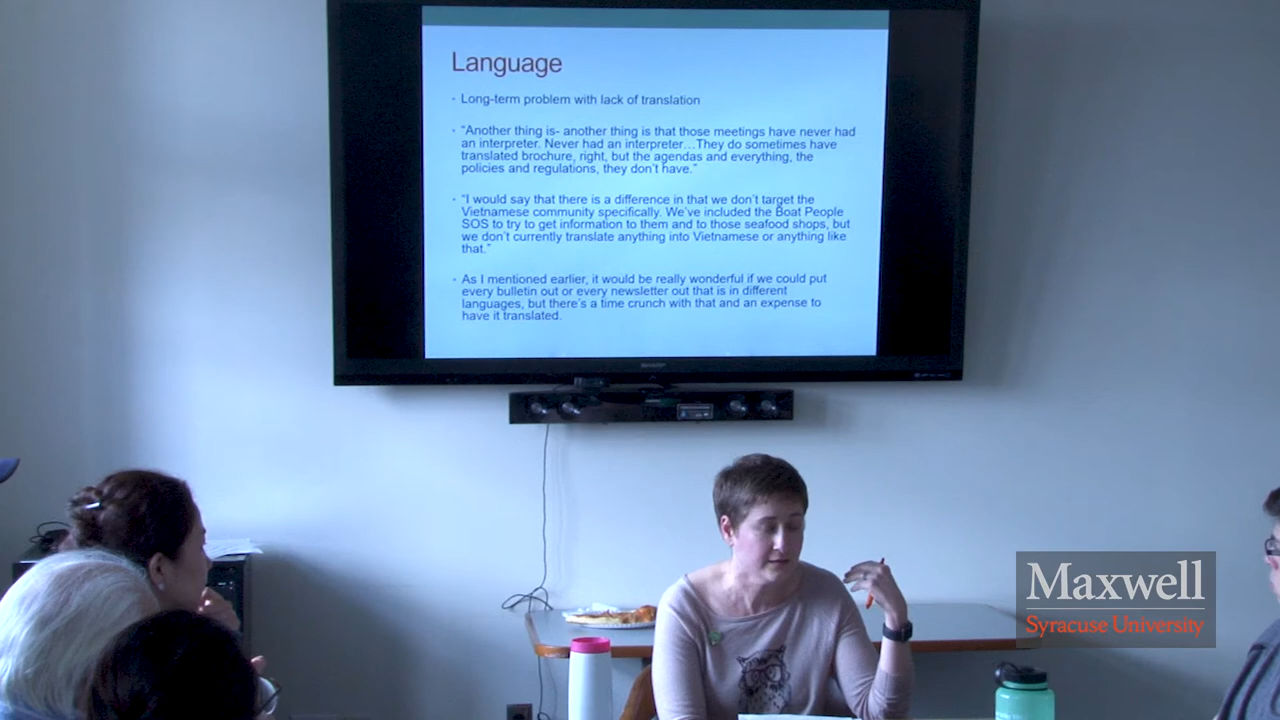 Language
• Long-term problem with lack of translation
• "Another thing is- another thing is that those meetings have never had
an interpreter. Never had an interpreter…They do sometimes have
translated brochure, right, but the agendas and everything, the
policies and regulations, they don't have."
• "I would say that there is a difference in that we don't target the
Vietnamese community specifically. We've included the Boat People
SOS to try to get information to them and to those seafood shops, but
we don't currently translate anything into Vietnamese or anything like
that."
• As I mentioned earlier, it would be really wonderful if we could put
every bulletin out or every newsletter out that is in different
languages, but there's a time crunch with that and an expense to
have it translated.
SHARP
Maxwell
Syracuse University